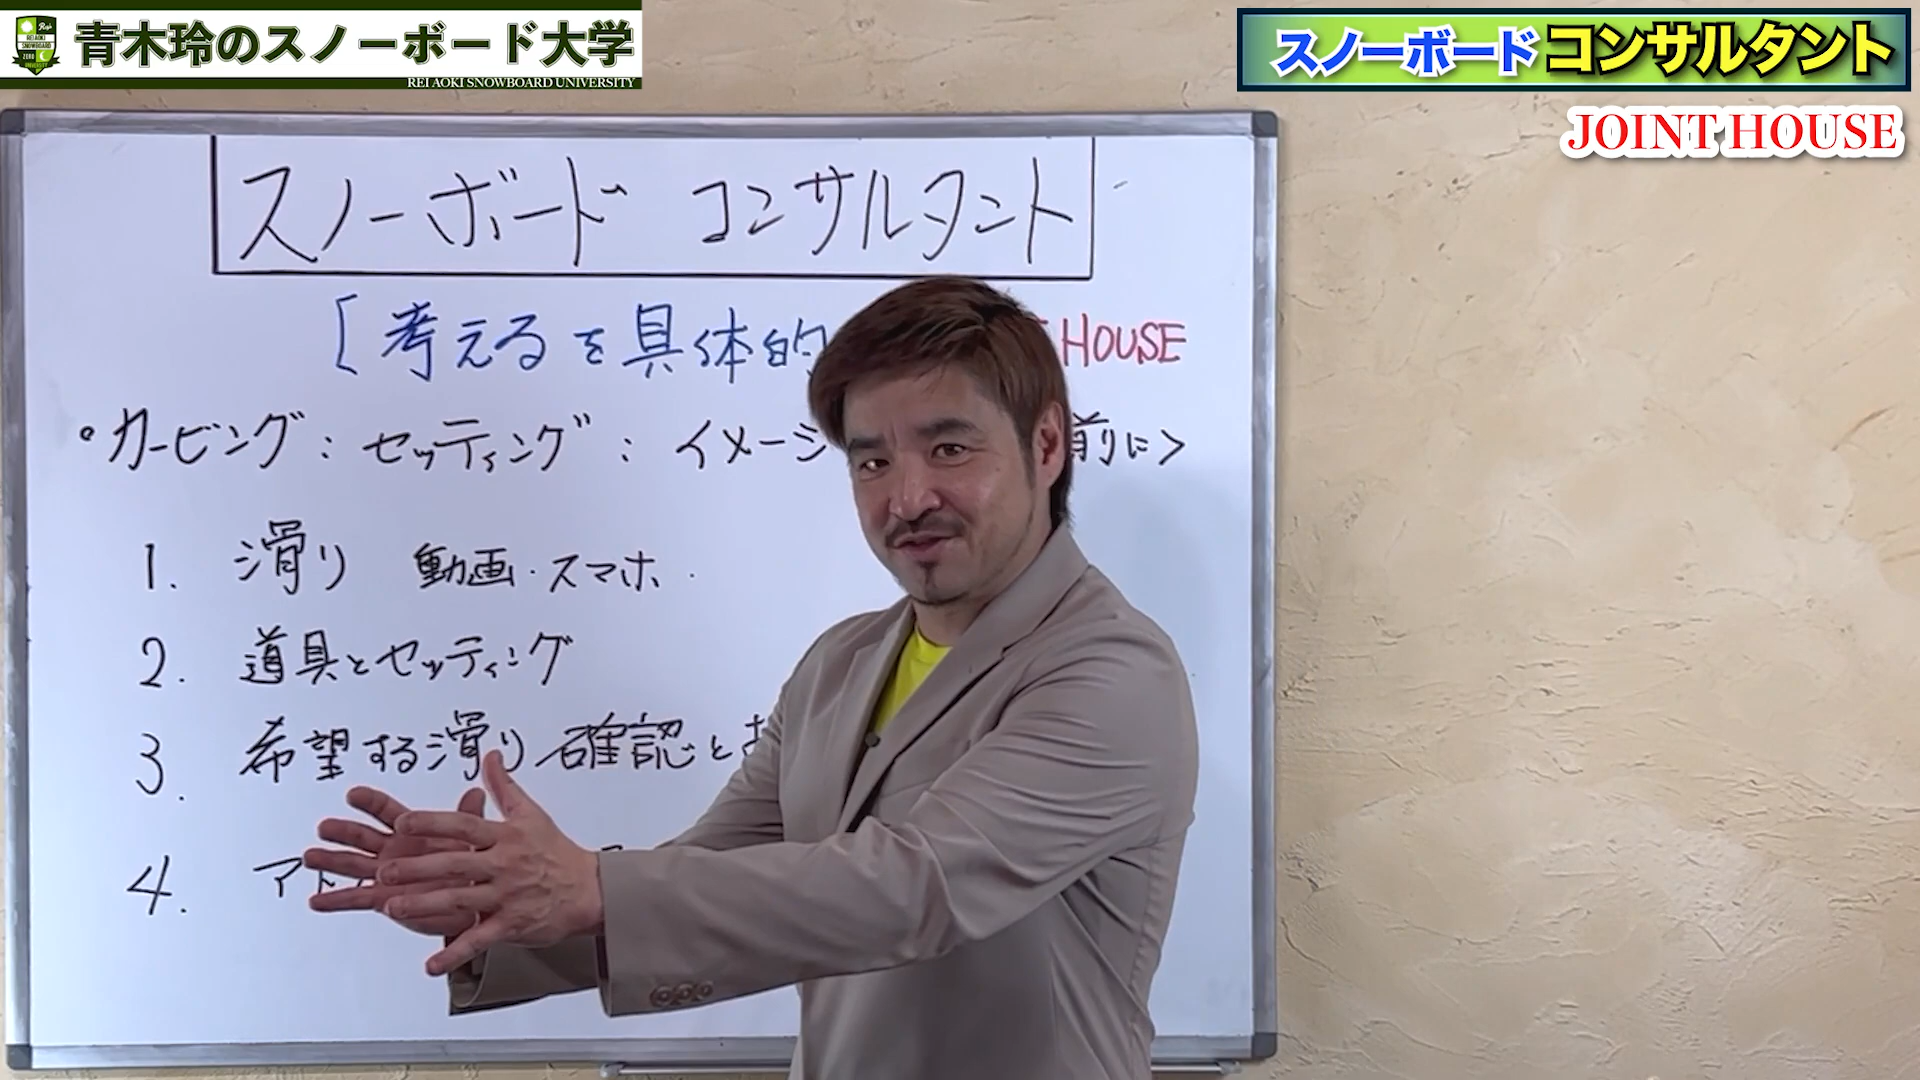 青木玲のスノーボード大学
REI AOKI SNOWBOARD UNIVERSITY
スノーボード コンサルタント
JOINT HOUSE
スノーボード コンサルタント
[考えるを具体的 HOUSE
・カービング:セッティング:イメージ 前に>
1. 滑り 動画・スマホ.
2. 道具とセッティング
3. 希望する滑り確認と
4. ア